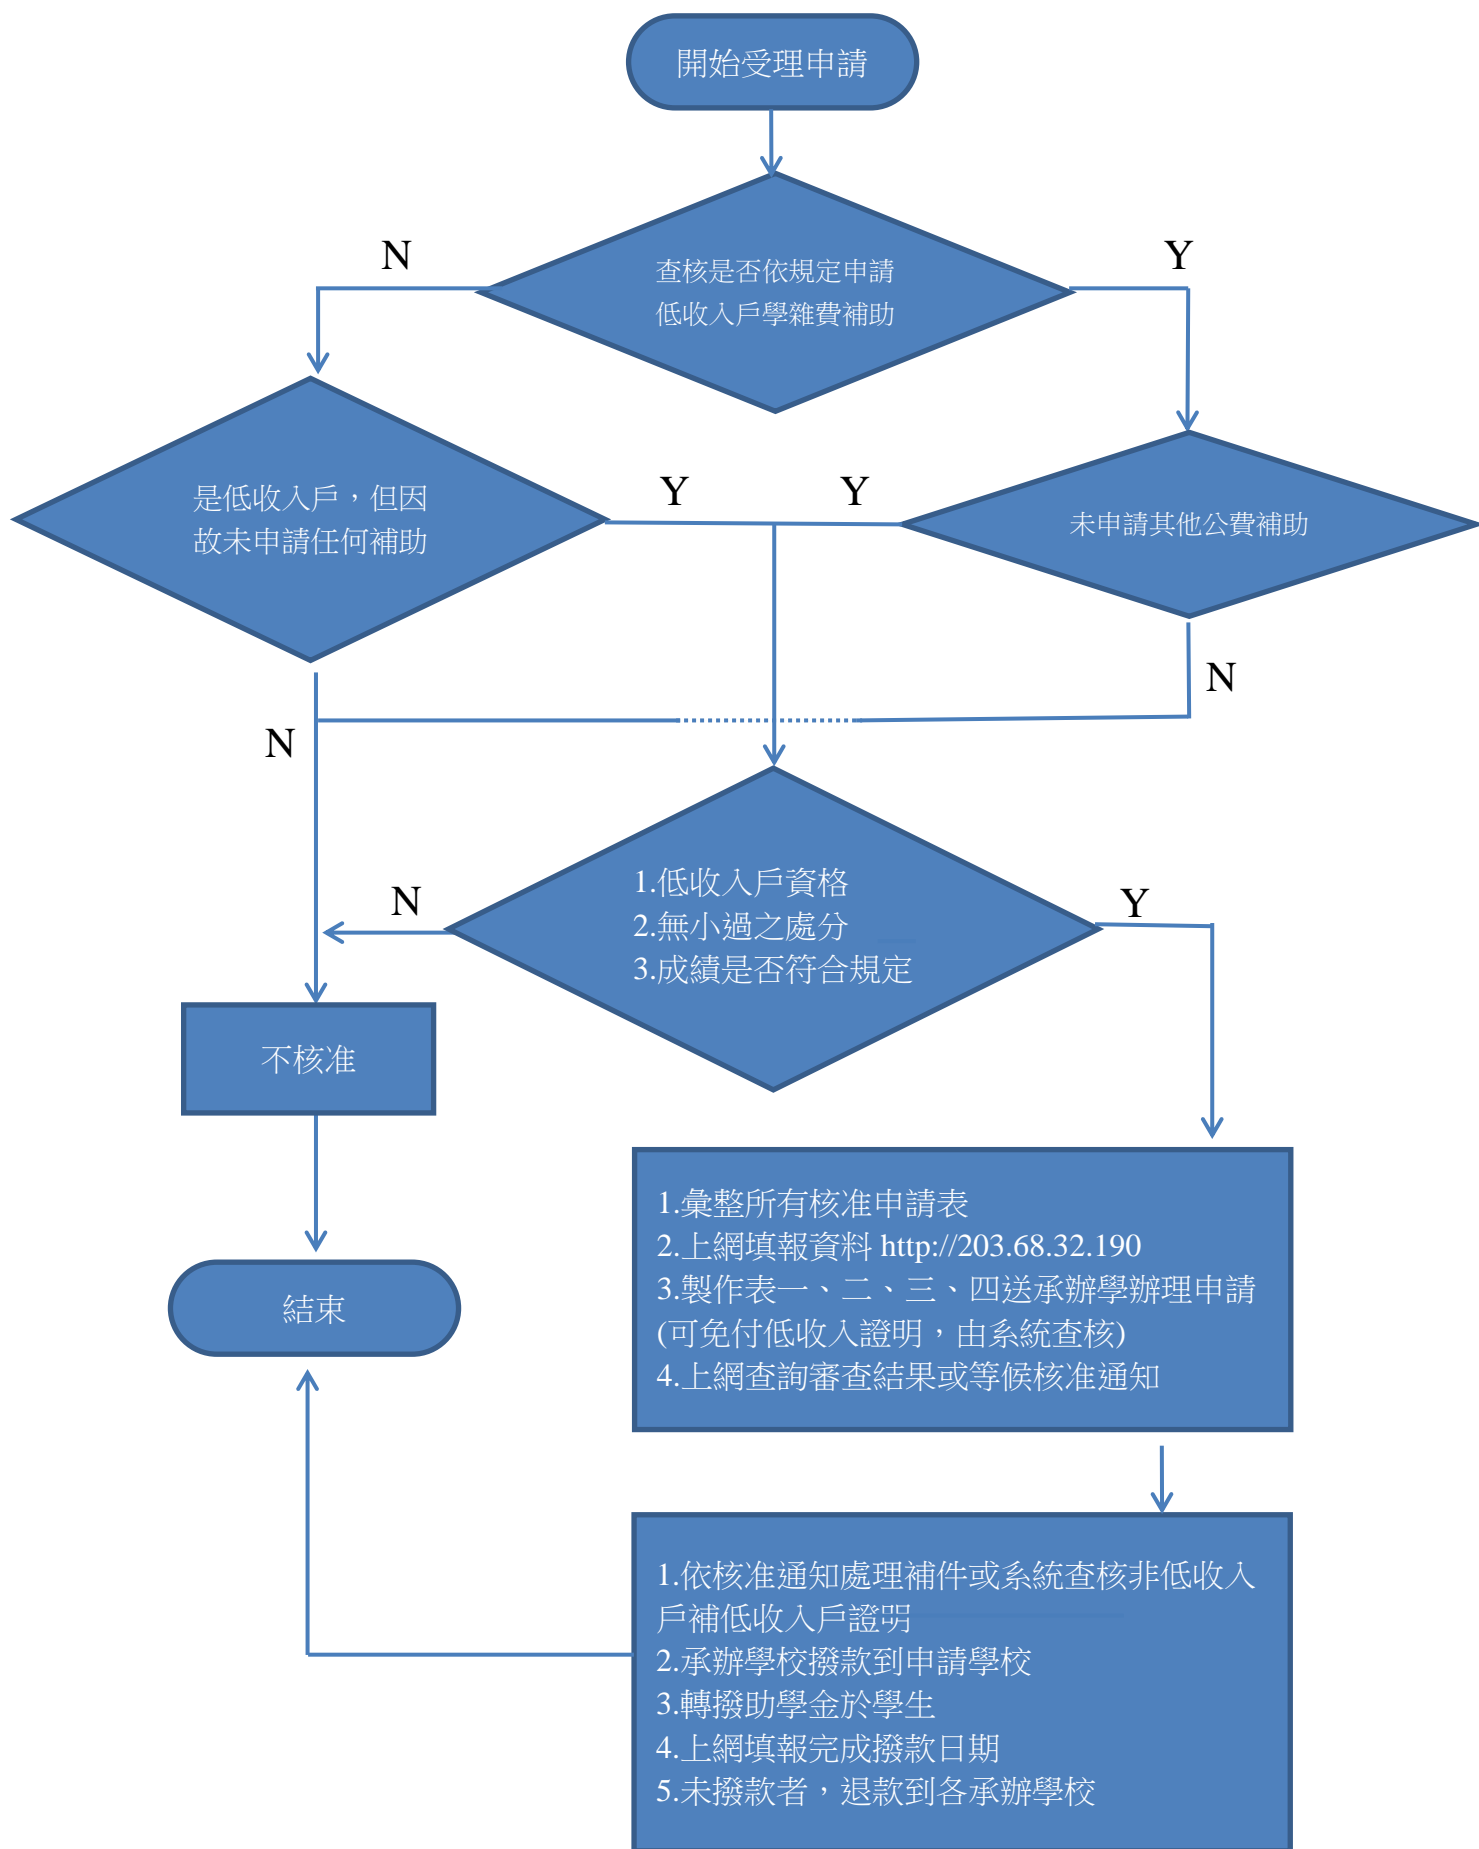 開始受理申請
N
Y
查核是否依規定申請
低收入戶學雜費補助
是低收入戶，但因
故未申請任何補助
Y
Y
未申請其他公費補助
N
N
1.低收入戶資格
2.無小過之處分
3.成績是否符合規定
N
Y
不核准
1.彙整所有核准申請表
2.上網填報資料 http://203.68.32.190
3.製作表一、二、三、四送承辦學辦理申請
(可免付低收入證明，由系統查核)
4.上網查詢審查結果或等候核准通知
結束
1.依核准通知處理補件或系統查核非低收入
戶補低收入戶證明
2.承辦學校撥款到申請學校
3.轉撥助學金於學生
4.上網填報完成撥款日期
5.未撥款者，退款到各承辦學校